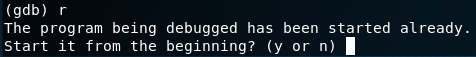 (gdb) r
The program being debugged has been started already.
Start it from the beginning? (y or n)